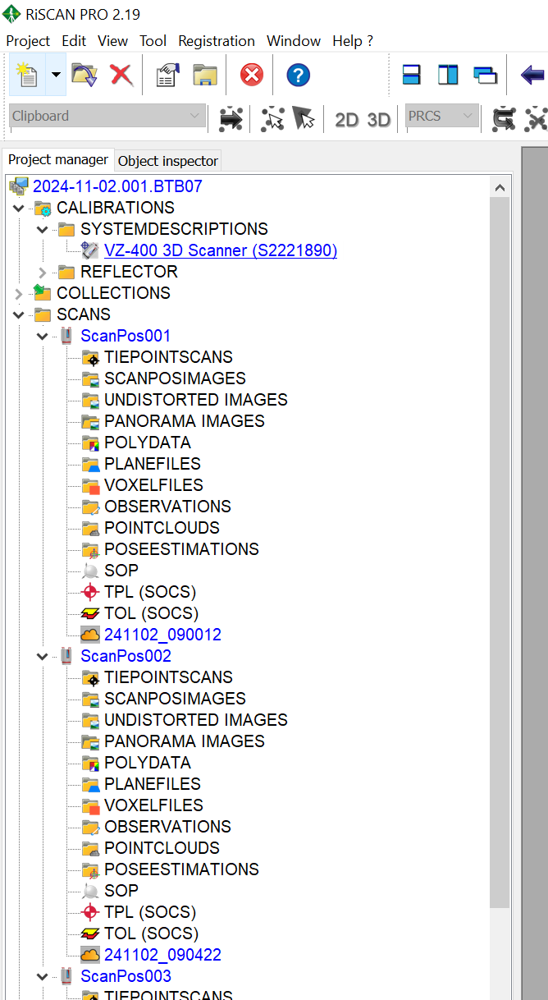 RiSCAN PRO 2.19
Project Edit View Tool Registration Window Help ?
Clipboard 2D 3D PRCS
Project manager Object inspector
2024-11-02.001.BTB07
CALIBRATIONS
SYSTEMDESCRIPTIONS
VZ-400 3D Scanner (S2221890)
REFLECTOR
COLLECTIONS
SCANS
ScanPos001
TIEPOINTSCANS
SCANPOSIMAGES
UNDISTORTED IMAGES
PANORAMA IMAGES
POLYDATA
PLANEFILES
VOXELFILES
OBSERVATIONS
POINTCLOUDS
POSEESTIMATIONS
SOP
TPL (SOCS)
TOL (SOCS)
241102_090012
ScanPos002
TIEPOINTSCANS
SCANPOSIMAGES
UNDISTORTED IMAGES
PANORAMA IMAGES
POLYDATA
PLANEFILES
VOXELFILES
OBSERVATIONS
POINTCLOUDS
POSEESTIMATIONS
SOP
TPL (SOCS)
TOL (SOCS)
241102_090422
ScanPos003
TIEPOINTSCANS